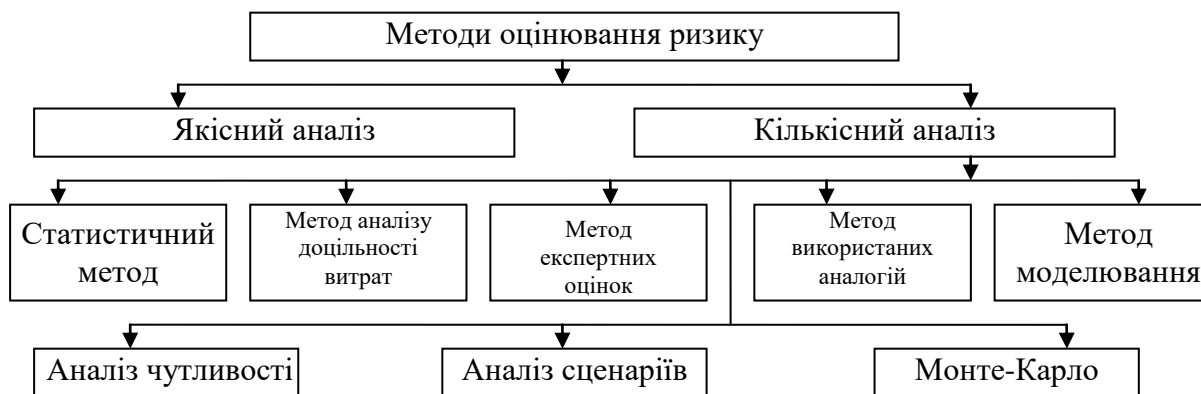 Методи оцінювання ризику
Якісний аналіз
Кількісний аналіз
Статистичний
метод
Метод аналізу
доцільності
витрат
Метод
експертних
оцінок
Метод
використаних
аналогій
Метод
моделювання
Аналіз чутливості
Аналіз сценаріїв
Монте-Карло